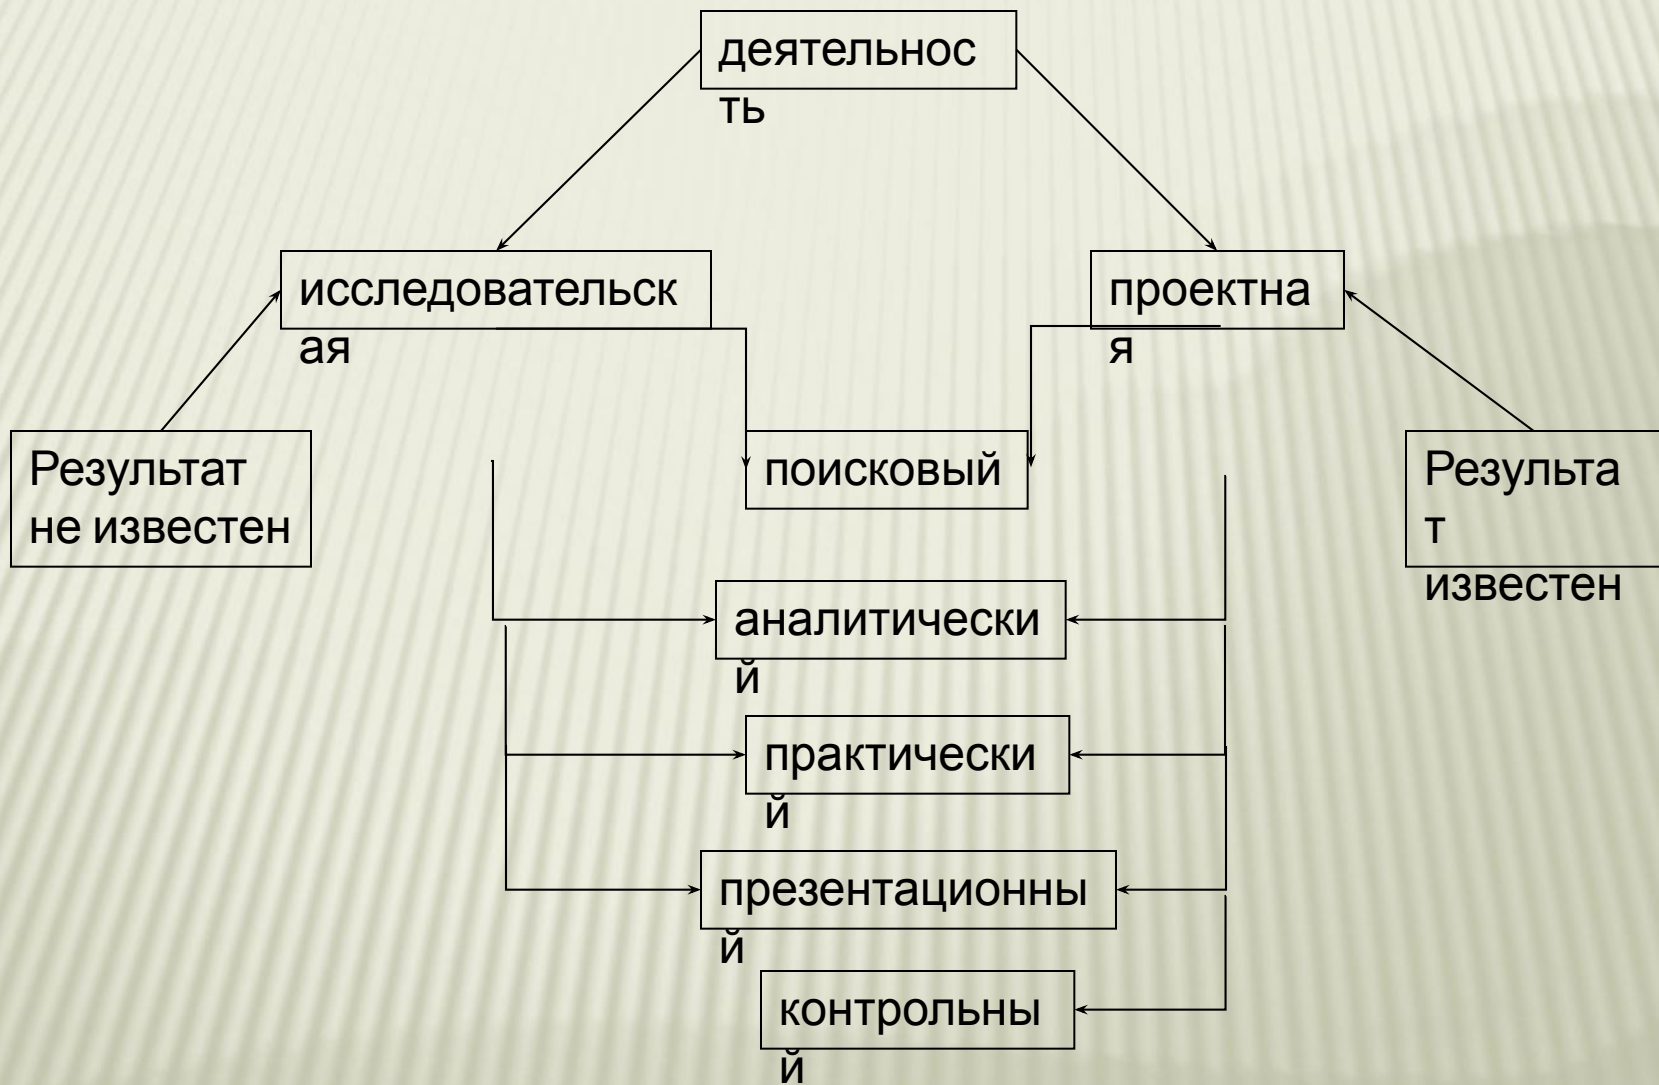 деятельнос
ть
исследовательск
ая
проектна
я
Результат
не известен
поисковый
Результа
т
известен
аналитически
й
практически
й
презентационны
й
контрольны
й